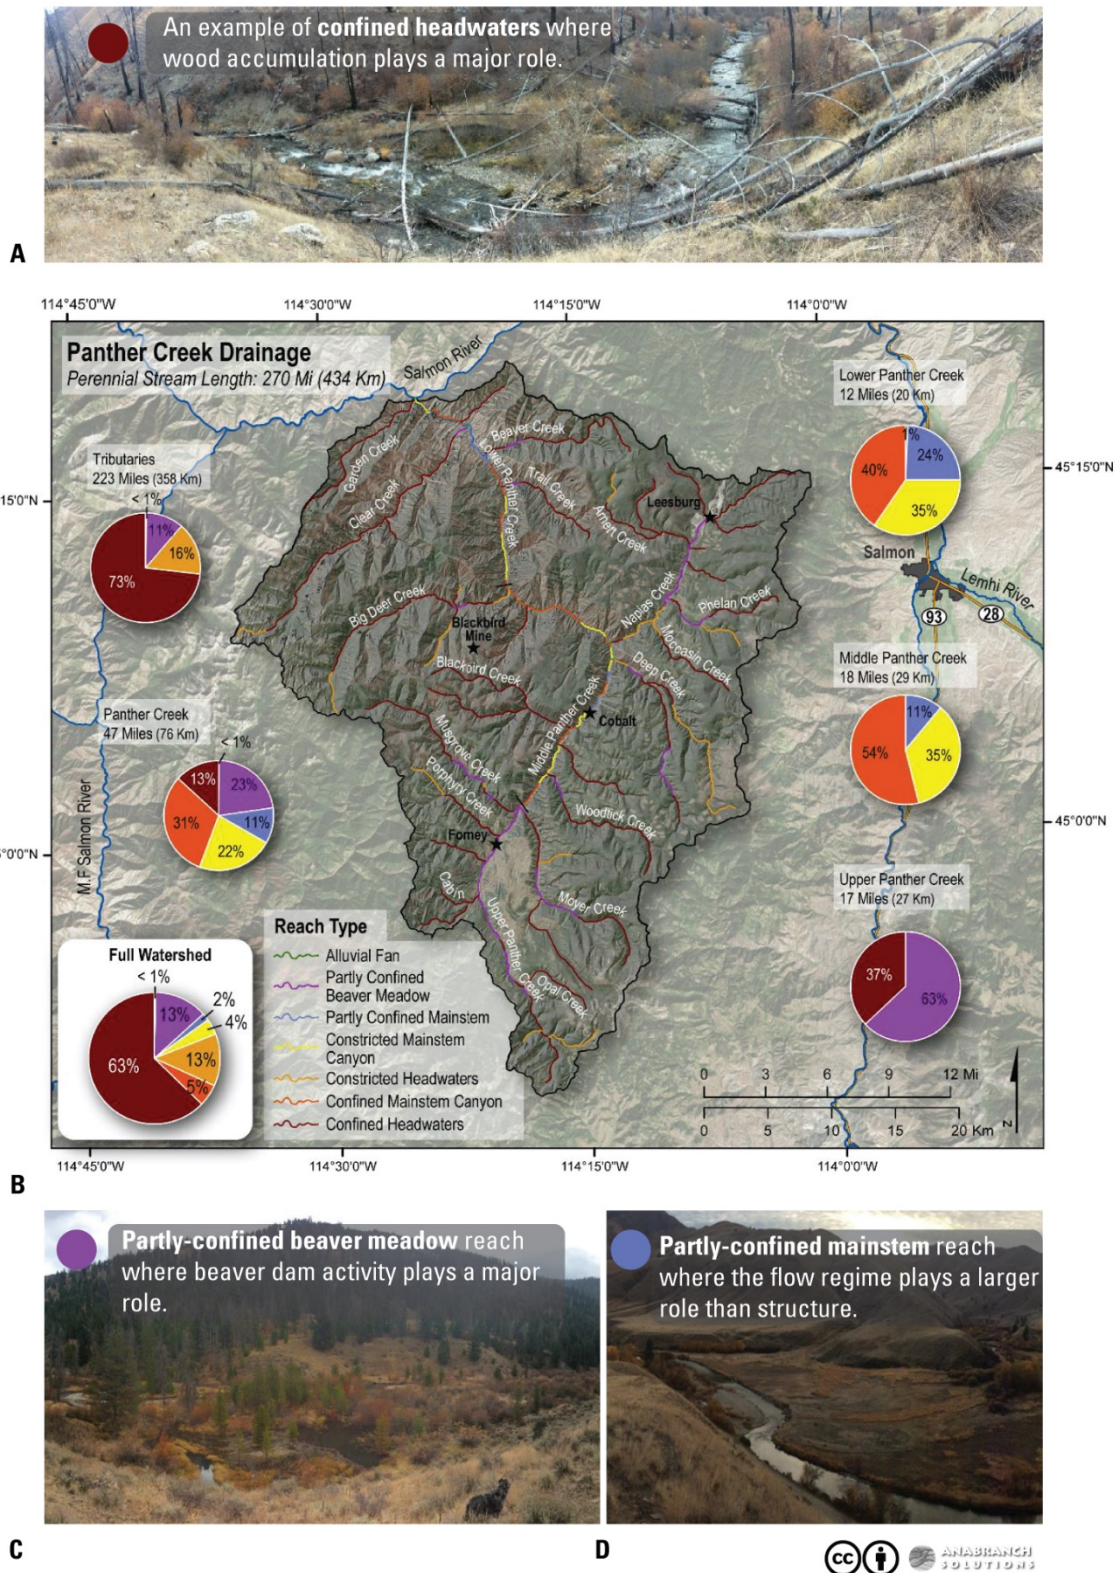 An example of confined headwaters where
wood accumulation plays a major role.
A
114°45'0"W
114°30'0"W
114°15'0"W
114°0'0"W
Panther Creek Drainage
Perennial Stream Length: 270 Mi (434 Km)
Salmon River
Lower Panther Creek
12 Miles (20 Km)
1%
24%
40%
35%
Tributaries
223 Miles (358 Km)
< 1%
11%
16%
73%
15'0"N
45°15'0"N
Garden Creek
Clear Creek
Beaver Creek
Lower Panther Creek
Trail Creek
Arnett Creek
Leesburg
Napias Creek
Phelan Creek
Moccasin Creek
Deep Creek
Big Deer Creek
Blackbird
Mine
Blackbird Creek
Middle Panther Creek
Cobalt
Musgrove Creek
Porphyry Creek
Woodtick Creek
Forney
Cabin
Upper Panther Creek
Moyer Creek
Opal Creek
Salmon
Lemhi River
93
28
Middle Panther Creek
18 Miles (29 Km)
11%
54%
35%
Panther Creek
47 Miles (76 Km)
< 1%
13%
23%
11%
31%
22%
M.F Salmon River
5°0'0"N
45°0'0"N
Upper Panther Creek
17 Miles (27 Km)
37%
63%
Full Watershed
< 1%
2%
13%
4%
13%
63%
5%
Reach Type
Alluvial Fan
Partly Confined
Beaver Meadow
Partly Confined Mainstem
Constricted Mainstem
Canyon
Constricted Headwaters
Confined Mainstem Canyon
Confined Headwaters
0 3 6 9 12 Mi
0 5 10 15 20 Km
N
114°45'0"W
114°30'0"W
114°15'0"W
114°0'0"W
B
Partly-confined beaver meadow reach
where beaver dam activity plays a major
role.
C
Partly-confined mainstem reach
where the flow regime plays a larger
role than structure.
D
cc
ANABRANCH
SOLUTIONS